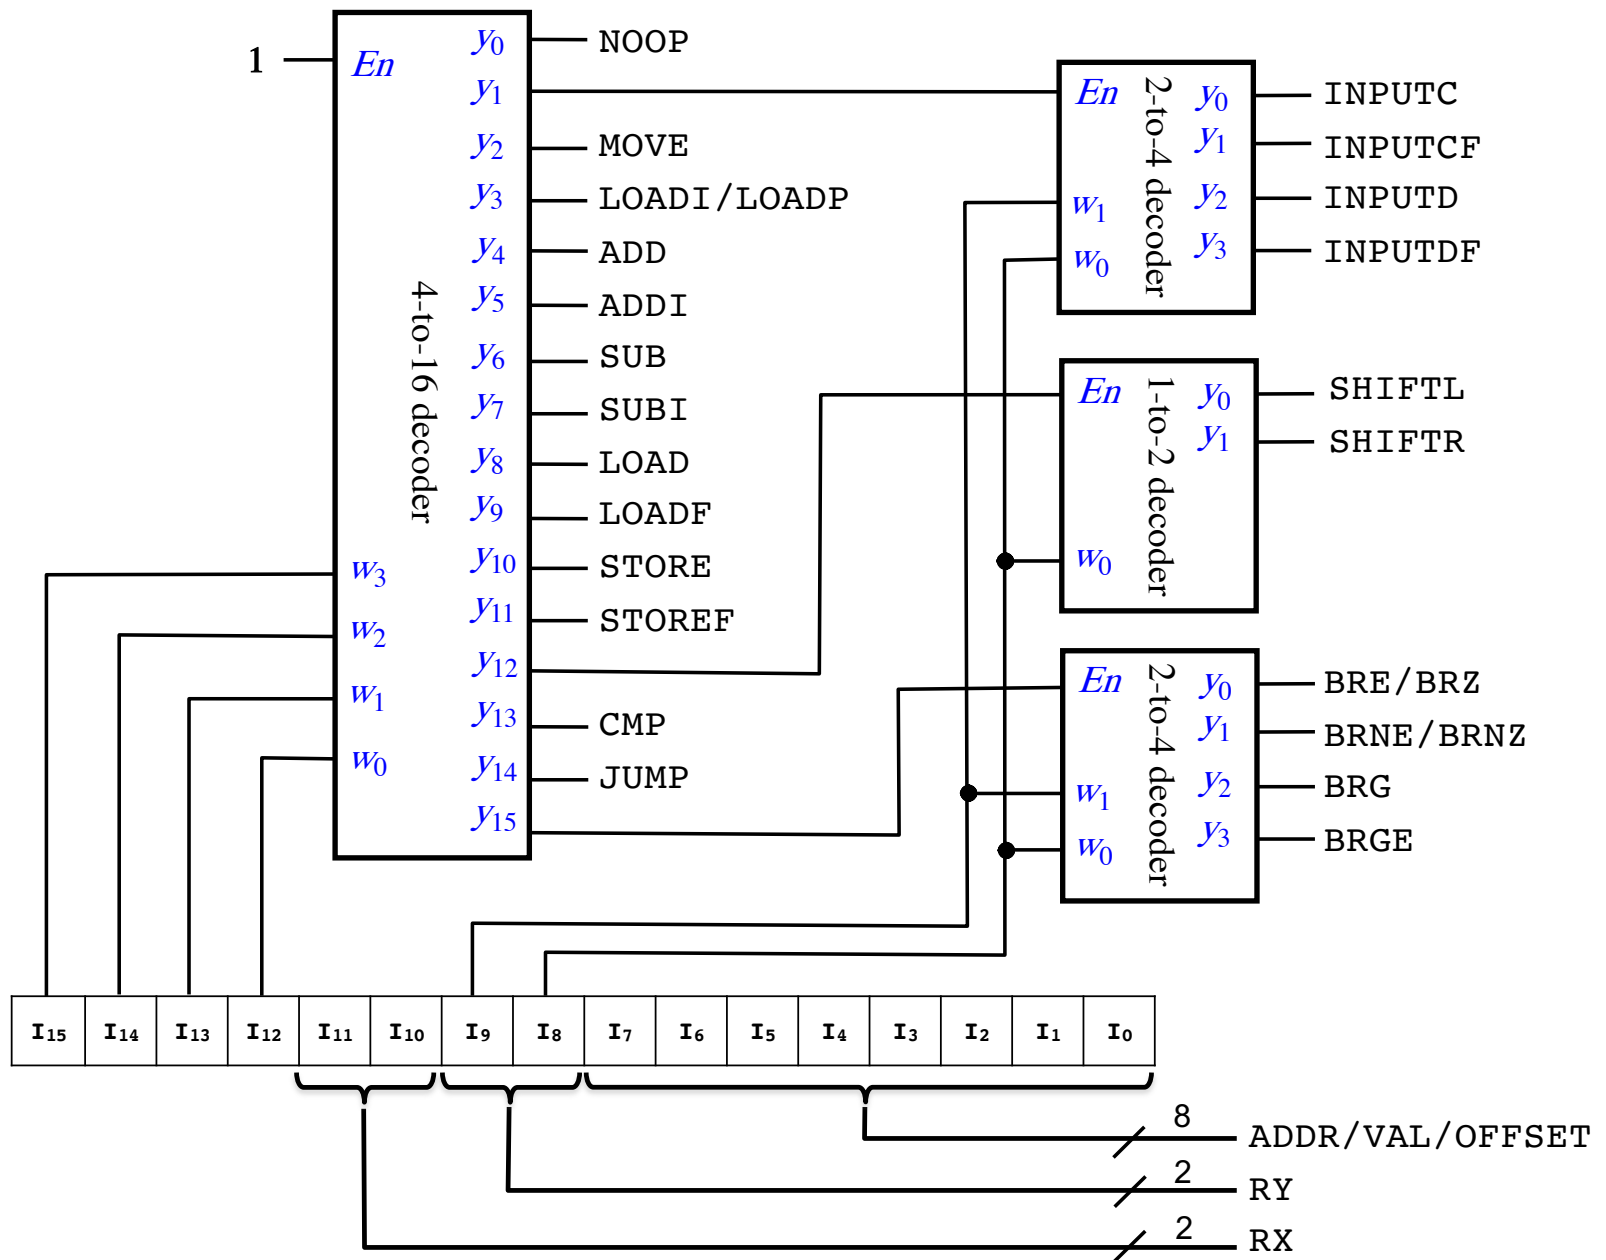 1
En
4-to-16 decoder
w3
w2
w1
w0
y0 NOOP
y1
y2 MOVE
y3 LOADI/LOADP
y4 ADD
y5 ADDI
y6 SUB
y7 SUBI
y8 LOAD
y9 LOADF
y10 STORE
y11 STOREF
y12
y13 CMP
y14 JUMP
y15
En
2-to-4 decoder
w1
w0
y0 INPUTC
y1 INPUTCF
y2 INPUTD
y3 INPUTDF
En
1-to-2 decoder
w0
y0 SHIFTL
y1 SHIFTR
En
2-to-4 decoder
w1
w0
y0 BRE/BRZ
y1 BRNE/BRNZ
y2 BRG
y3 BRGE
I15 I14 I13 I12 I11 I10 I9 I8 I7 I6 I5 I4 I3 I2 I1 I0
8 ADDR/VAL/OFFSET
2 RY
2 RX